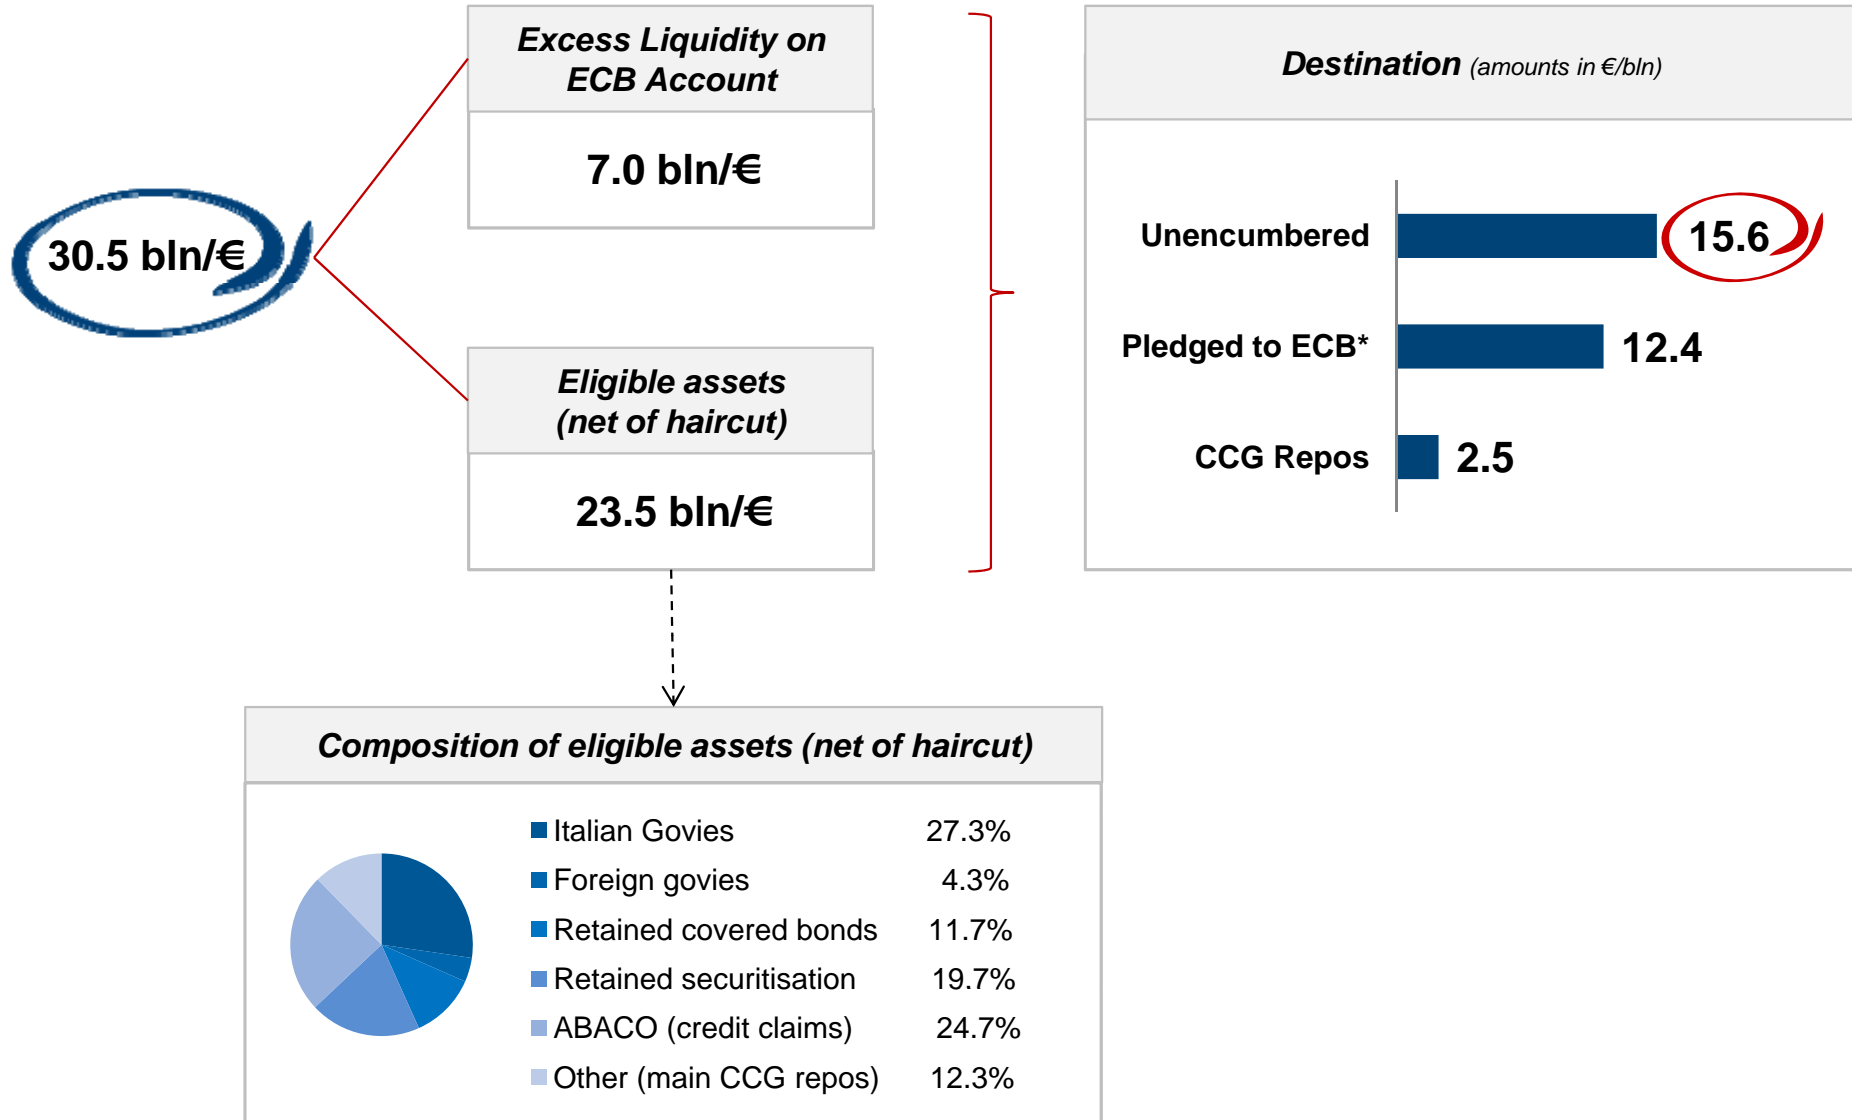 30.5 bln/€
Excess Liquidity on
ECB Account
7.0 bln/€
Eligible assets
(net of haircut)
23.5 bln/€
Destination (amounts in €/bln)
Unencumbered 15.6
Pledged to ECB* 12.4
CCG Repos 2.5
Composition of eligible assets (net of haircut)
Italian Govies 27.3%
Foreign govies 4.3%
Retained covered bonds 11.7%
Retained securitisation 19.7%
ABACO (credit claims) 24.7%
Other (main CCG repos) 12.3%